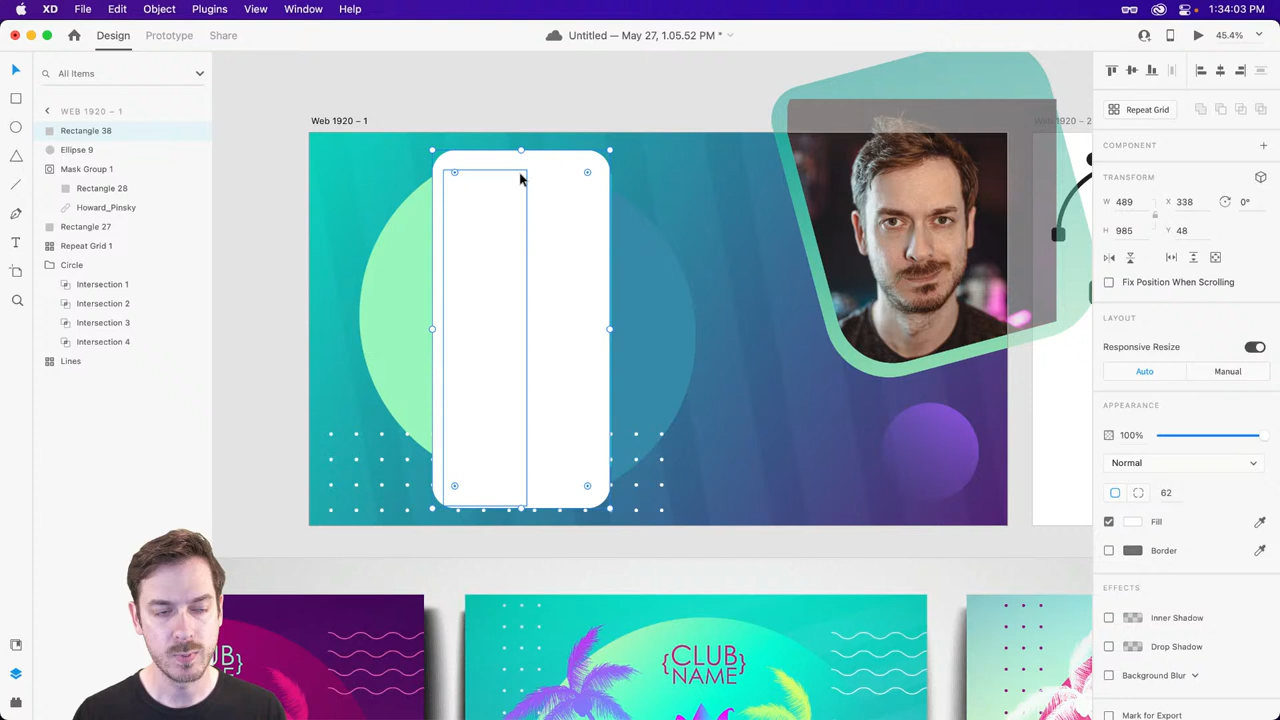 XD File Edit Object Plugins View Window Help 1:34:03 PM
Design Prototype Share Untitled — May 27, 1.05.52 PM * 45.4%
All Items
WEB 1920 – 1
Rectangle 38
Ellipse 9
Mask Group 1
Rectangle 28
Howard_Pinsky
Rectangle 27
Repeat Grid 1
Circle
Intersection 1
Intersection 2
Intersection 3
Intersection 4
Lines
Web 1920 – 1
Web 1920 – 2
CLUB
NAME
UB}
Repeat Grid
COMPONENT
TRANSFORM
W 489 X 338 0°
H 985 Y 48
Fix Position When Scrolling
LAYOUT
Responsive Resize
Auto Manual
APPEARANCE
100%
Normal
62
Fill
Border
EFFECTS
Inner Shadow
Drop Shadow
Background Blur
Mark for Export